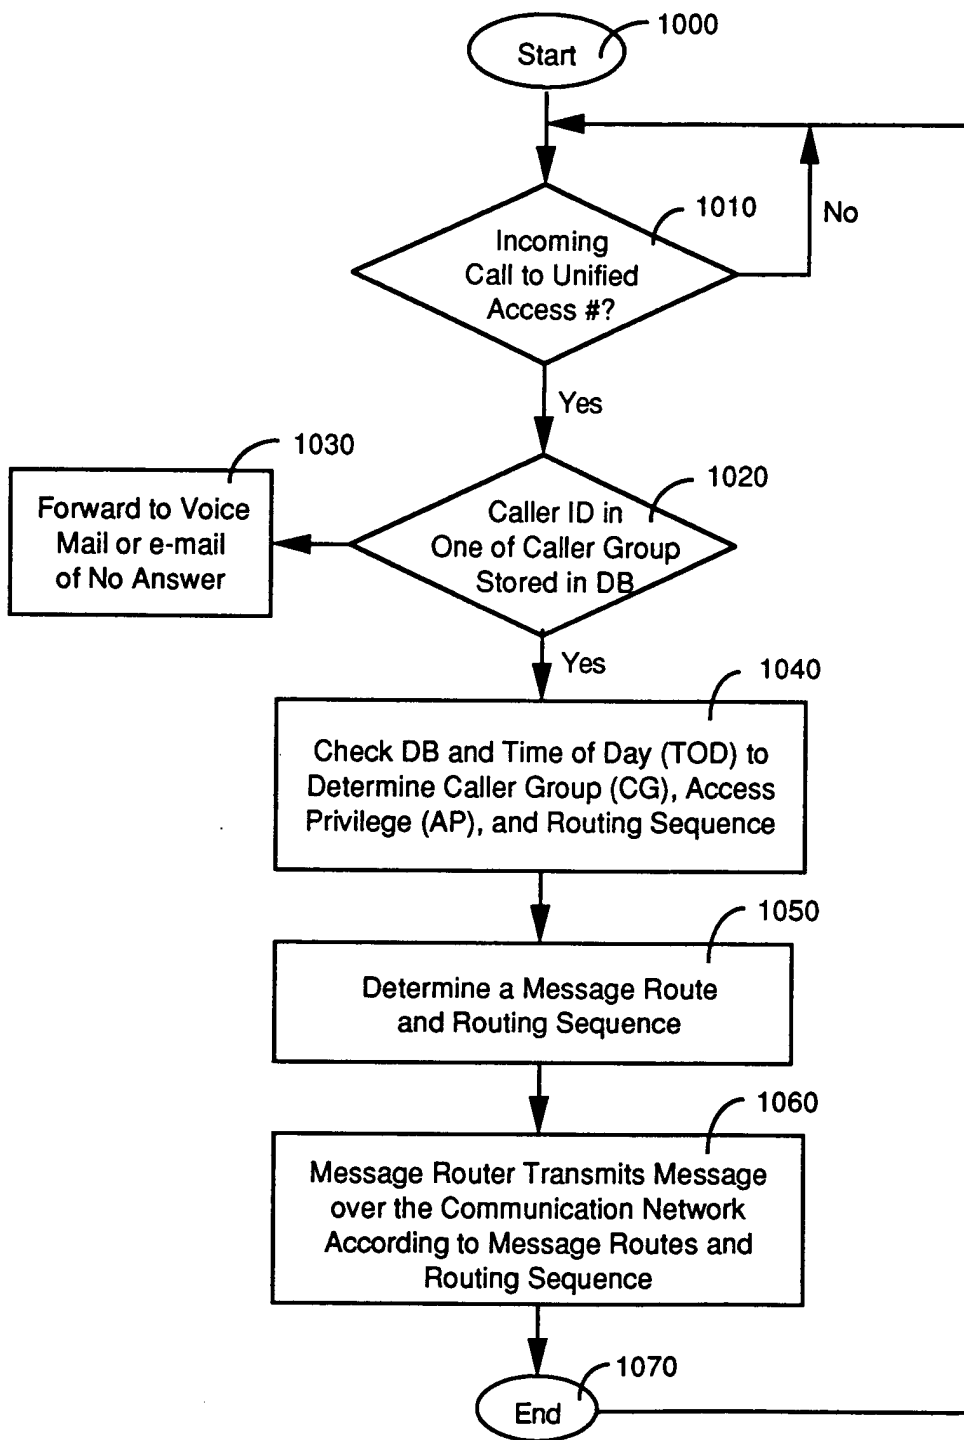 1000
Start
1010
No
Incoming
Call to Unified
Access #?
Yes
1030
1020
Forward to Voice
Mail or e-mail
of No Answer
Caller ID in
One of Caller Group
Stored in DB
Yes
1040
Check DB and Time of Day (TOD) to
Determine Caller Group (CG), Access
Privilege (AP), and Routing Sequence
1050
Determine a Message Route
and Routing Sequence
1060
Message Router Transmits Message
over the Communication Network
According to Message Routes and
Routing Sequence
1070
End